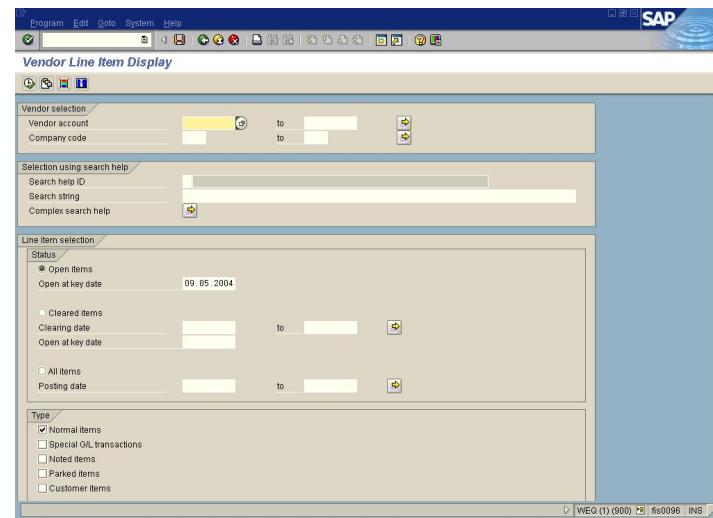 Program Edit Goto System Help
SAP
Vendor Line Item Display
Vendor selection
Vendor account to
Company code to
Selection using search help
Search help ID
Search string
Complex search help
Line item selection
Status
Open items
Open at key date 09.05.2004
Cleared items
Clearing date to
Open at key date
All items
Posting date to
Type
Normal items
Special G/L transactions
Noted items
Parked items
Customer items
WEQ (1) (900) fis0096 INS